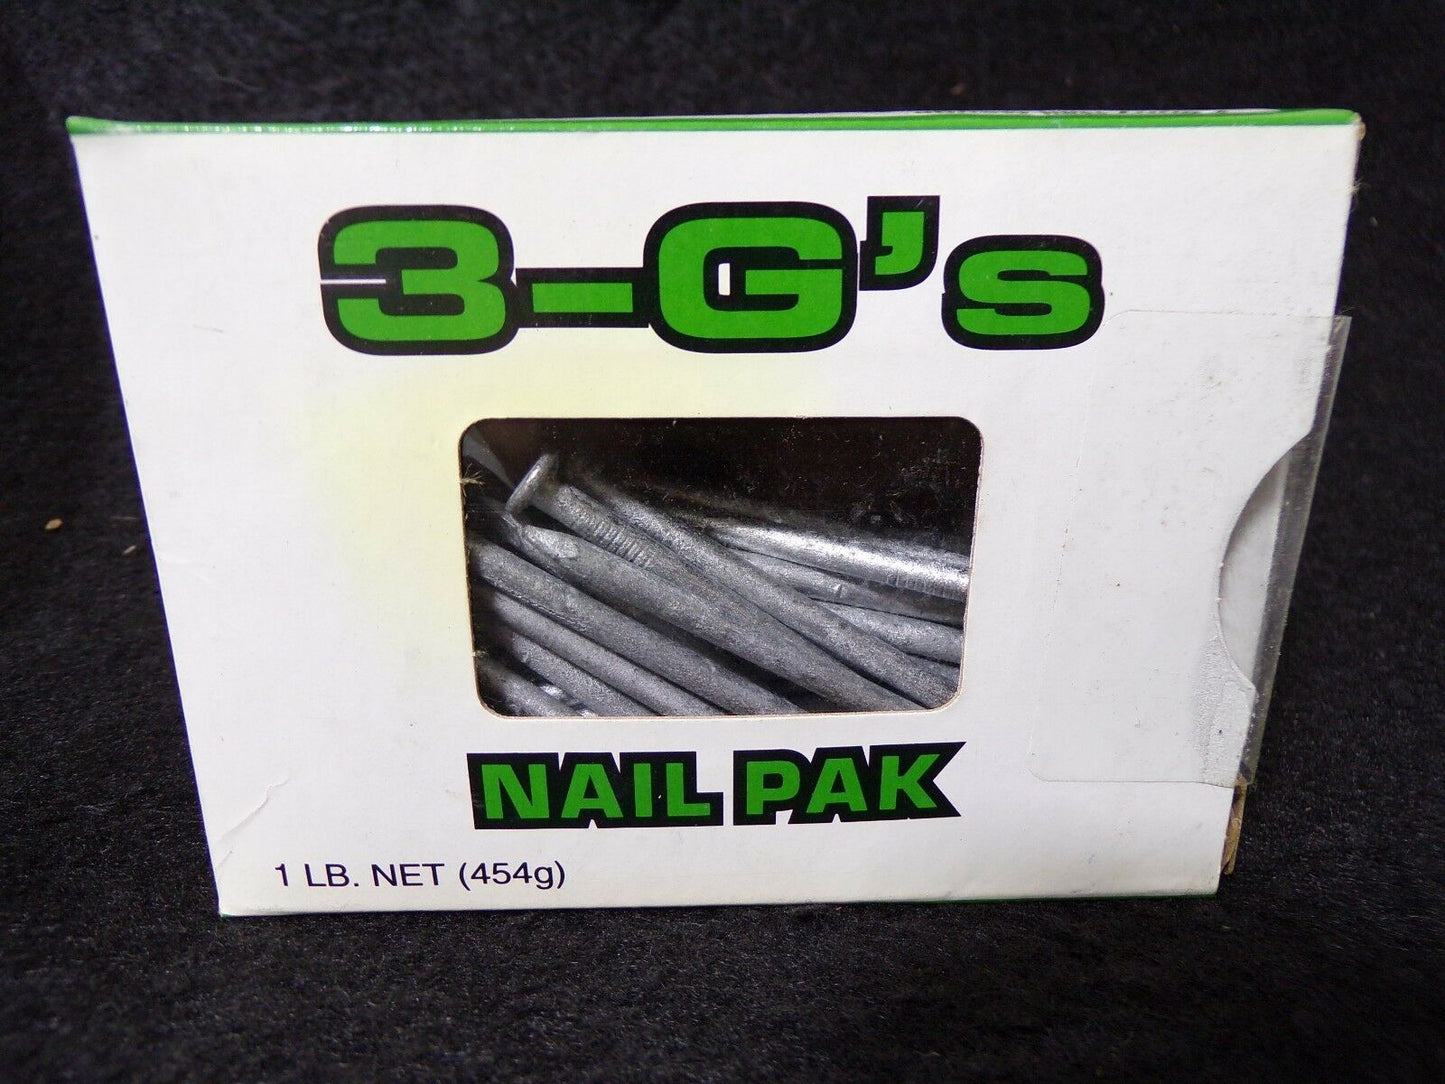 3-G's
NAIL PAK
1 LB. NET (454g)